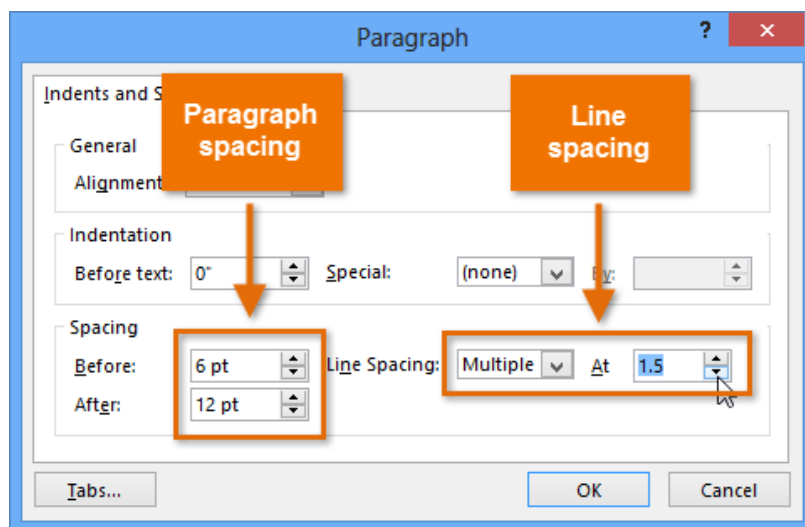 Paragraph
?
Indents and S
Paragraph
spacing
Line
spacing
General
Alignment
Indentation
Before text: 0" Special: (none)
Spacing
Before: 6 pt Line Spacing: Multiple At 1.5
After: 12 pt
Tabs... OK Cancel